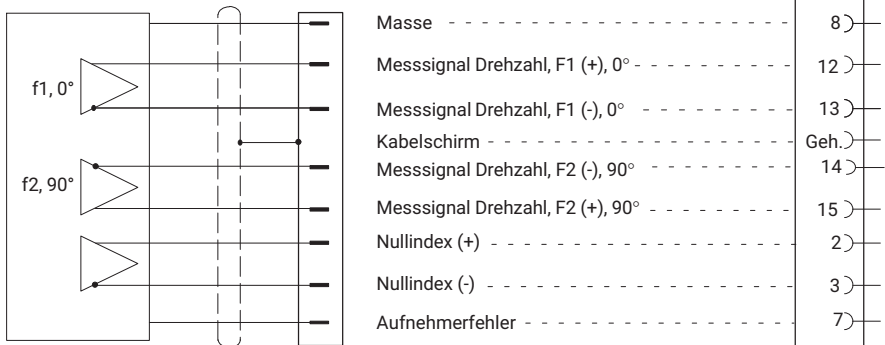 Masse 8
f1, 0°
Messsignal Drehzahl, F1 (+), 0° 12
Messsignal Drehzahl, F1 (-), 0° 13
Kabelschirm Geh.
f2, 90°
Messsignal Drehzahl, F2 (-), 90° 14
Messsignal Drehzahl, F2 (+), 90° 15
Nullindex (+) 2
Nullindex (-) 3
Aufnehmerfehler 7